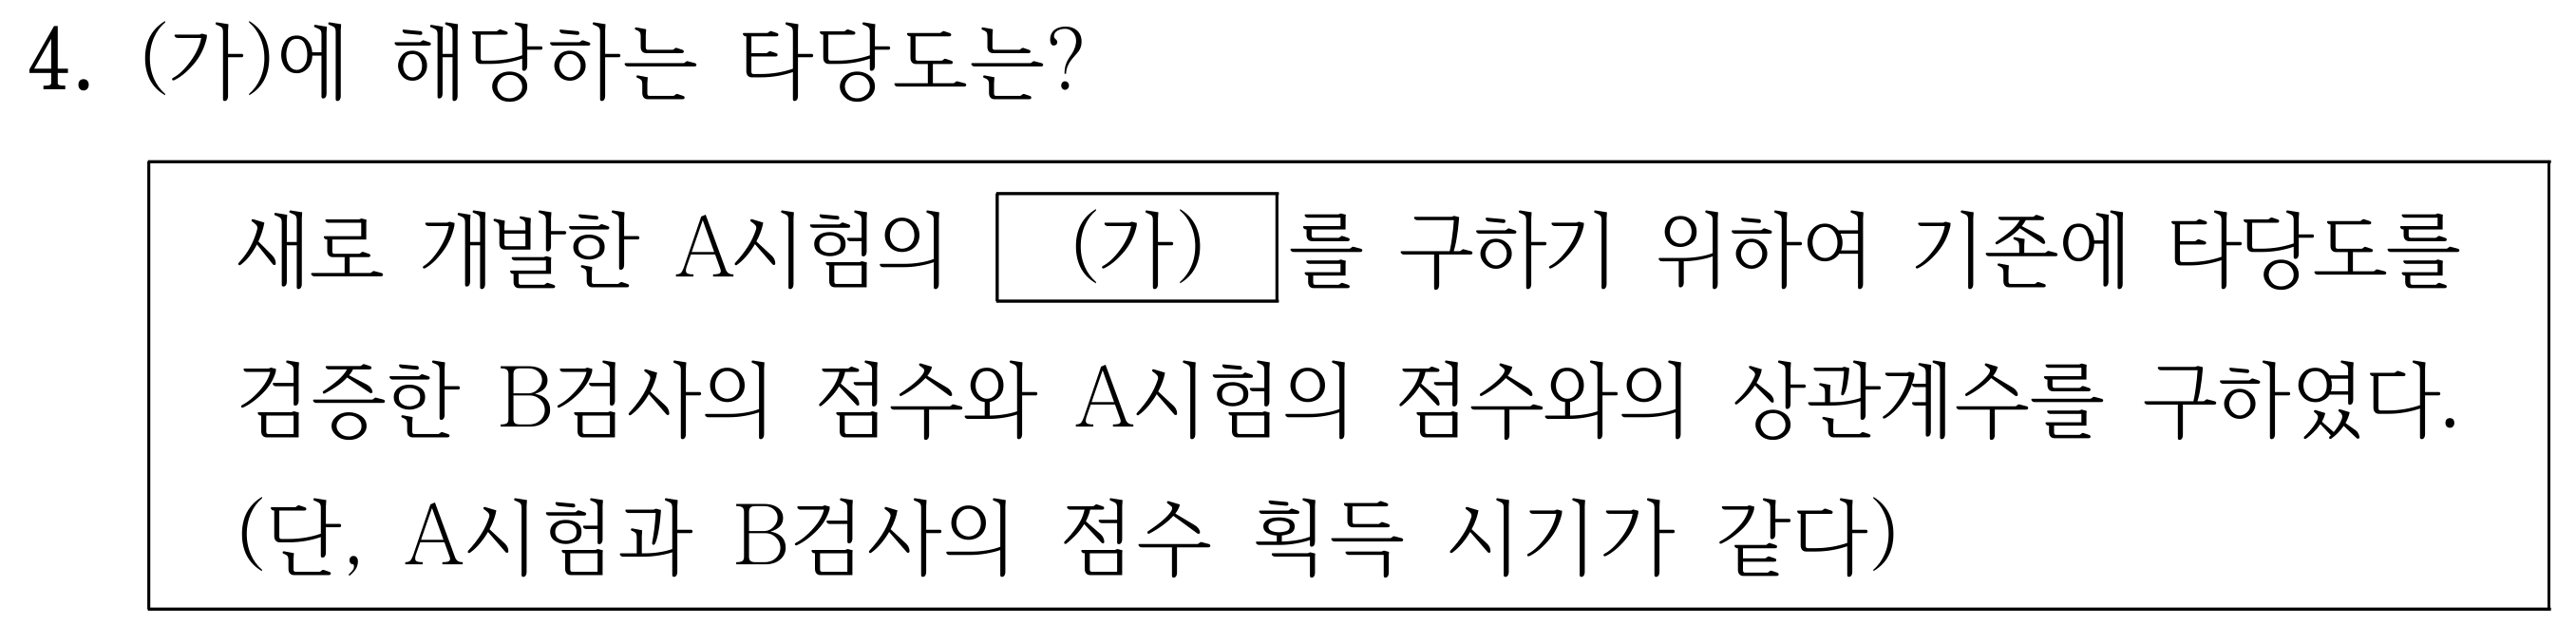 4. (가)에 해당하는 타당도는?
새로 개발한 A시험의 (가) 를 구하기 위하여 기존에 타당도를
검증한 B검사의 점수와 A시험의 점수와의 상관계수를 구하였다.
(단, A시험과 B검사의 점수 획득 시기가 같다)